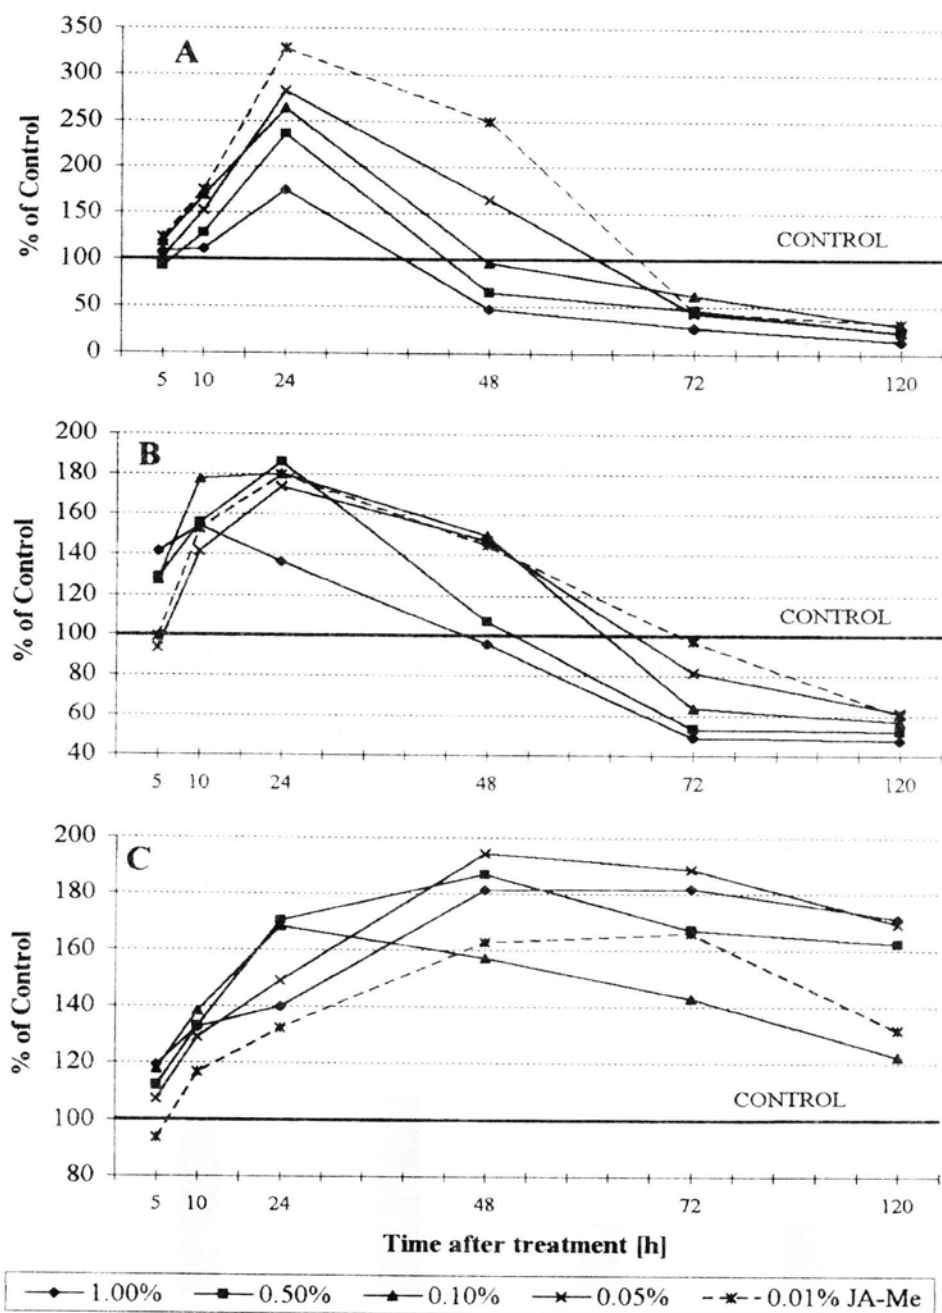 350
300
250
200
150
100
50
0
% of Control
A
CONTROL
5 10 24 48 72 120
200
180
160
140
120
100
80
60
40
% of Control
B
CONTROL
5 10 24 48 72 120
200
180
160
140
120
100
80
% of Control
C
CONTROL
5 10 24 48 72 120
Time after treatment [h]
1.00% 0.50% 0.10% 0.05% 0.01% JA-Me